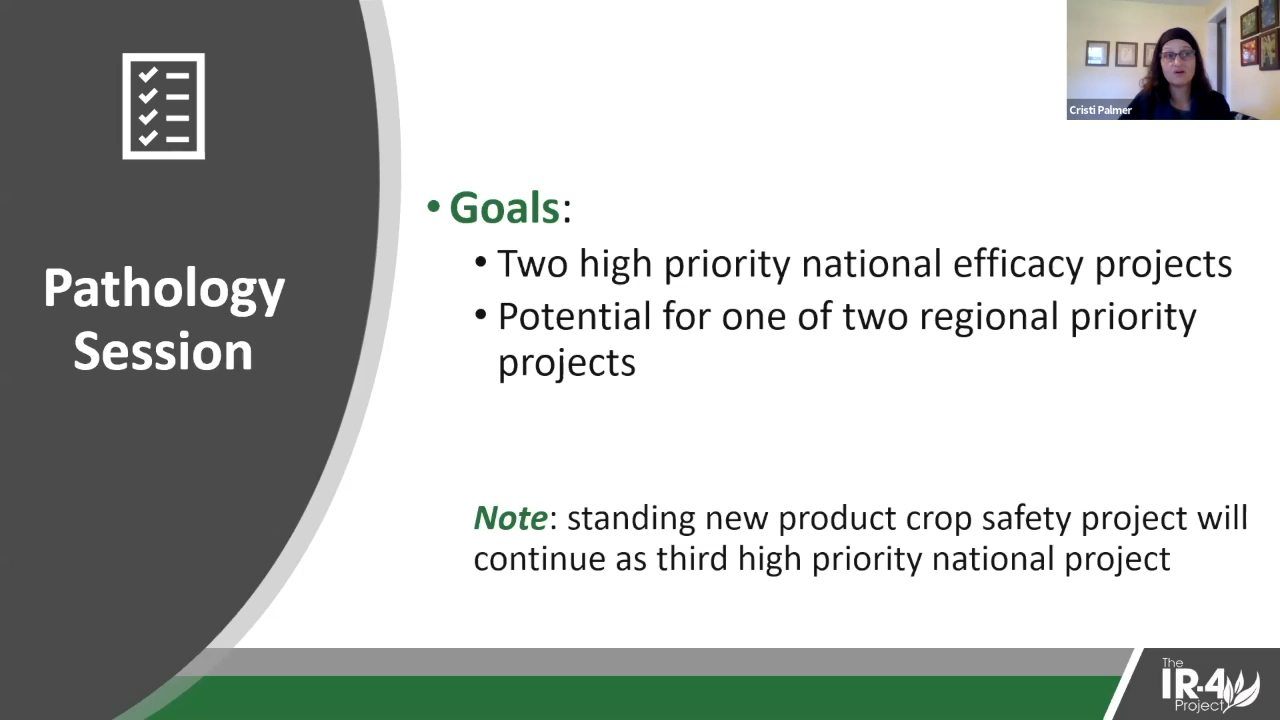 Cristi Palmer
Pathology
Session
• Goals:
• Two high priority national efficacy projects
• Potential for one of two regional priority
projects
Note: standing new product crop safety project will
continue as third high priority national project
The
IR-4
Project